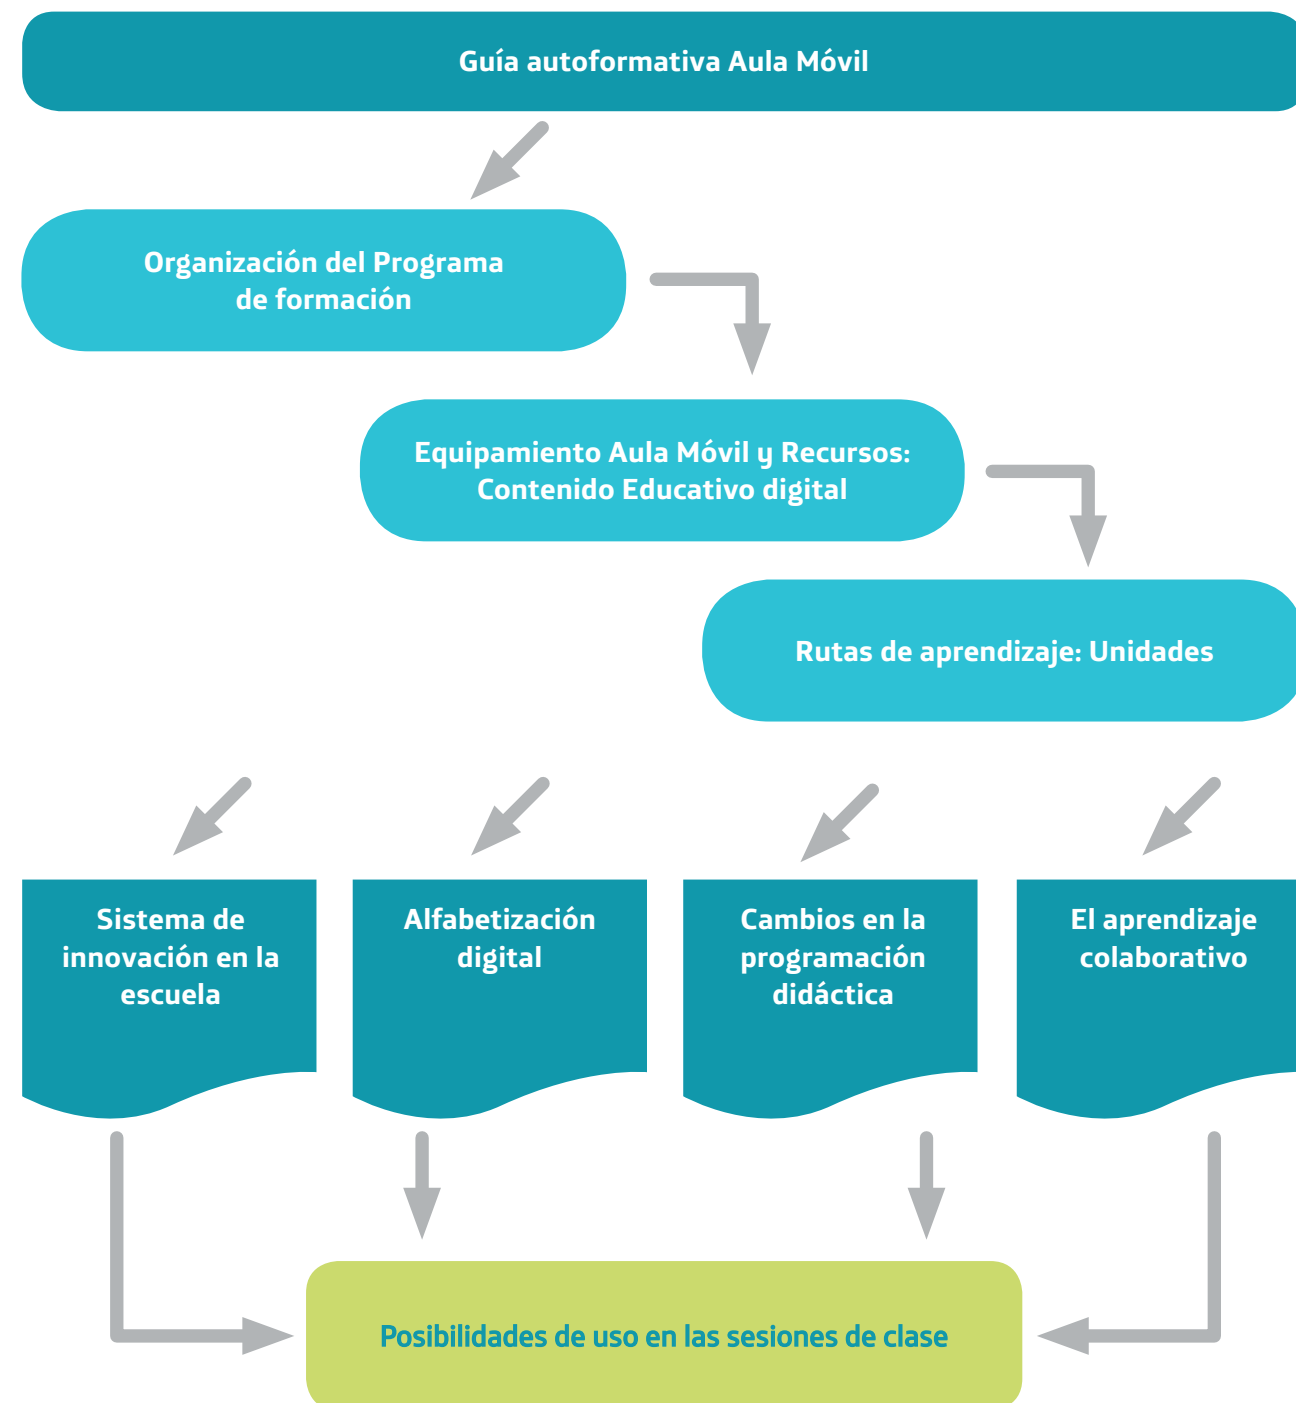 Guía autoformativa Aula Móvil
Organización del Programa
de formación
Equipamiento Aula Móvil y Recursos:
Contenido Educativo digital
Rutas de aprendizaje: Unidades
Sistema de
innovación en la
escuela
Alfabetización
digital
Cambios en la
programación
didáctica
El aprendizaje
colaborativo
Posibilidades de uso en las sesiones de clase